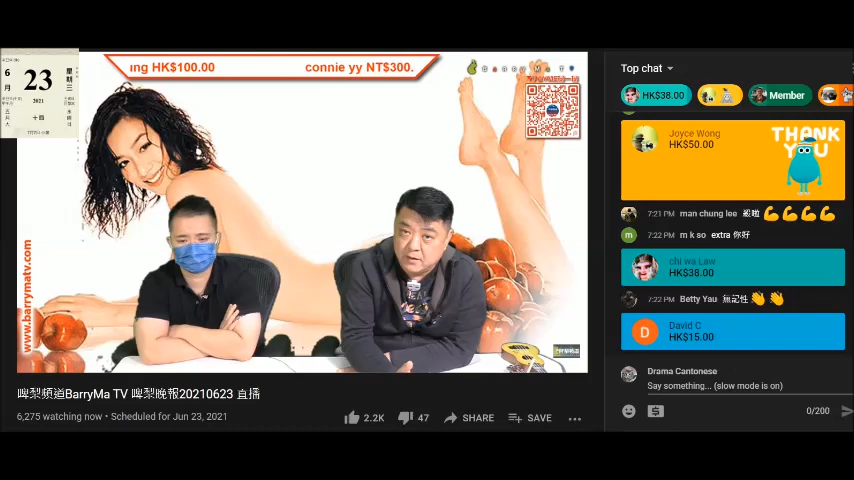 6
月
23
星
期
三
2021
十四
ing HK$100.00
connie yy NT$300.
www.barrymatv.com
啤梨頻道BarryMa TV 啤梨晚報20210623 直播
6,275 watching now • Scheduled for Jun 23, 2021
2.2K
47
SHARE
SAVE
Top chat
HK$38.00
Member
Joyce Wong
HK$50.00
THANK
YOU
7:21 PM man chung lee 毅啦
7:22 PM m k so extra 你好
chi wa Law
HK$38.00
7:22 PM Betty Yau 無記性
D
David C
HK$15.00
Drama Cantonese
Say something... (slow mode is on)
0/200